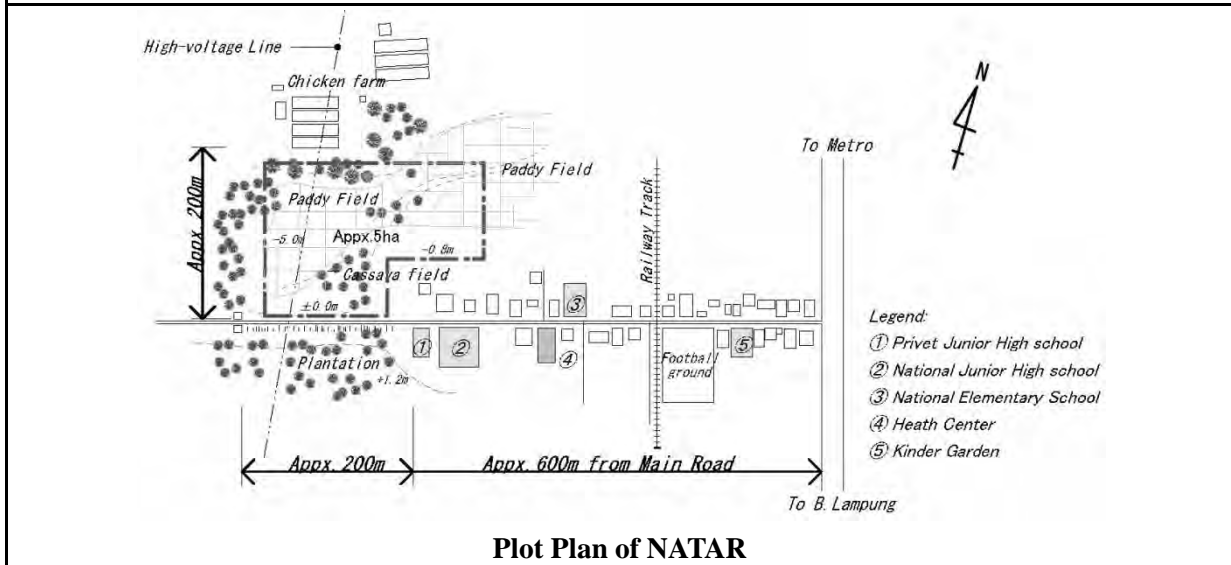 High-voltage Line
Chicken farm
N
To Metro
Appx. 200m
Paddy Field
Paddy Field
Railway Track
-5.0m
Appx.5ha
-0.8m
Cassava field
±0.0m
③
① ② ④ ⑤
Football
ground
Plantation
+1.2m
Legend:
① Privet Junior High school
② National Junior High school
③ National Elementary School
④ Heath Center
⑤ Kinder Garden
Appx. 200m
Appx. 600m from Main Road
To B. Lampung
Plot Plan of NATAR